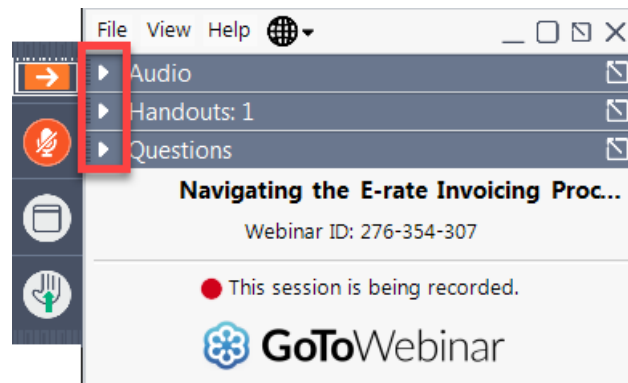 File View Help
Audio
Handouts: 1
Questions
Navigating the E-rate Invoicing Proc...
Webinar ID: 276-354-307
This session is being recorded.
GoToWebinar